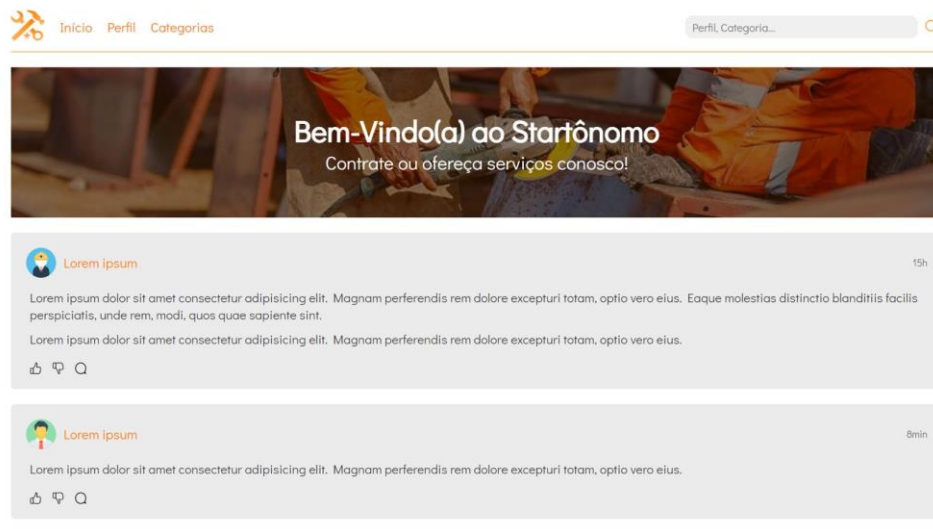 Início Perfil Categorias Perfil, Categoria...
Bem-Vindo(a) ao Startônomo
Contrate ou ofereça serviços conosco!
Lorem ipsum 15h
Lorem ipsum dolor sit amet consectetur adipisicing elit. Magnam perferendis rem dolore excepturi totam, optio vero eius. Eaque molestias distinctio blanditiis facilis
perspiciatis, unde rem, modi, quos quae sapiente sint.
Lorem ipsum dolor sit amet consectetur adipisicing elit. Magnam perferendis rem dolore excepturi totam, optio vero eius.
Lorem ipsum 8min
Lorem ipsum dolor sit amet consectetur adipisicing elit. Magnam perferendis rem dolore excepturi totam, optio vero eius.